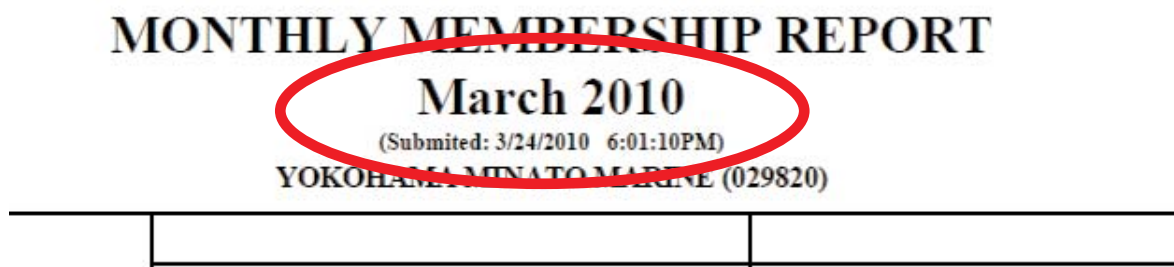 MONTHLY MEMBERSHIP REPORT
March 2010
(Submited: 3/24/2010 6:01:10PM)
YOKOHAMA MINATO MARINE (029820)